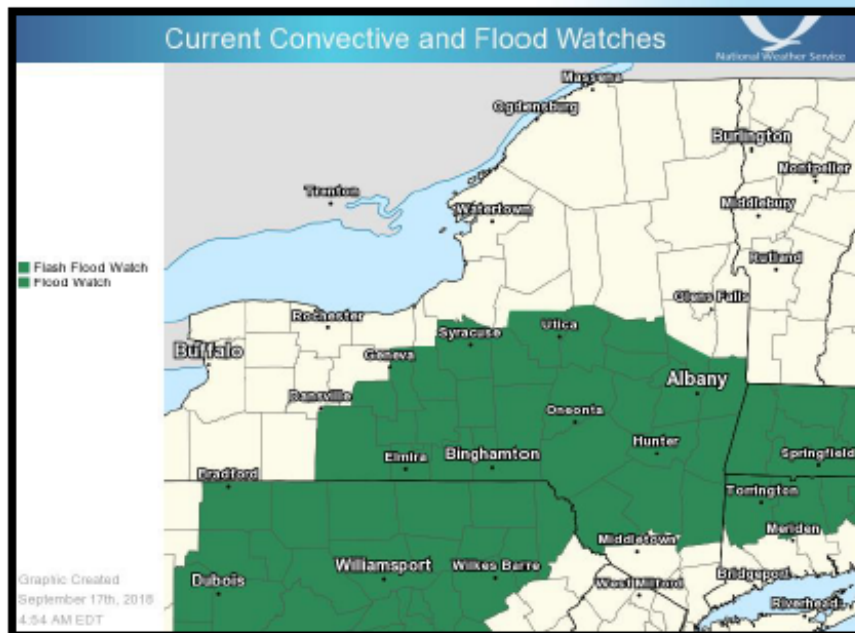 Current Convective and Flood Watches
National Weather Service
Massena
Ogdensburg
Burlington
Montpelier
Trenton
Watertown
Middlebury
Rutland
Flash Flood Watch
Flood Watch
Glens Falls
Rochester
Utica
Syracuse
Buffalo
Geneva
Albany
Dansville
Oneonta
Hunter
Elmira
Binghamton
Springfield
Bradford
Torrington
Meriden
Middletown
Williamsport
Wilkes Barre
Bridgeport
Dubois
West Milford
Riverhead
Graphic Created
September 17th, 2018
4:54 AM EDT